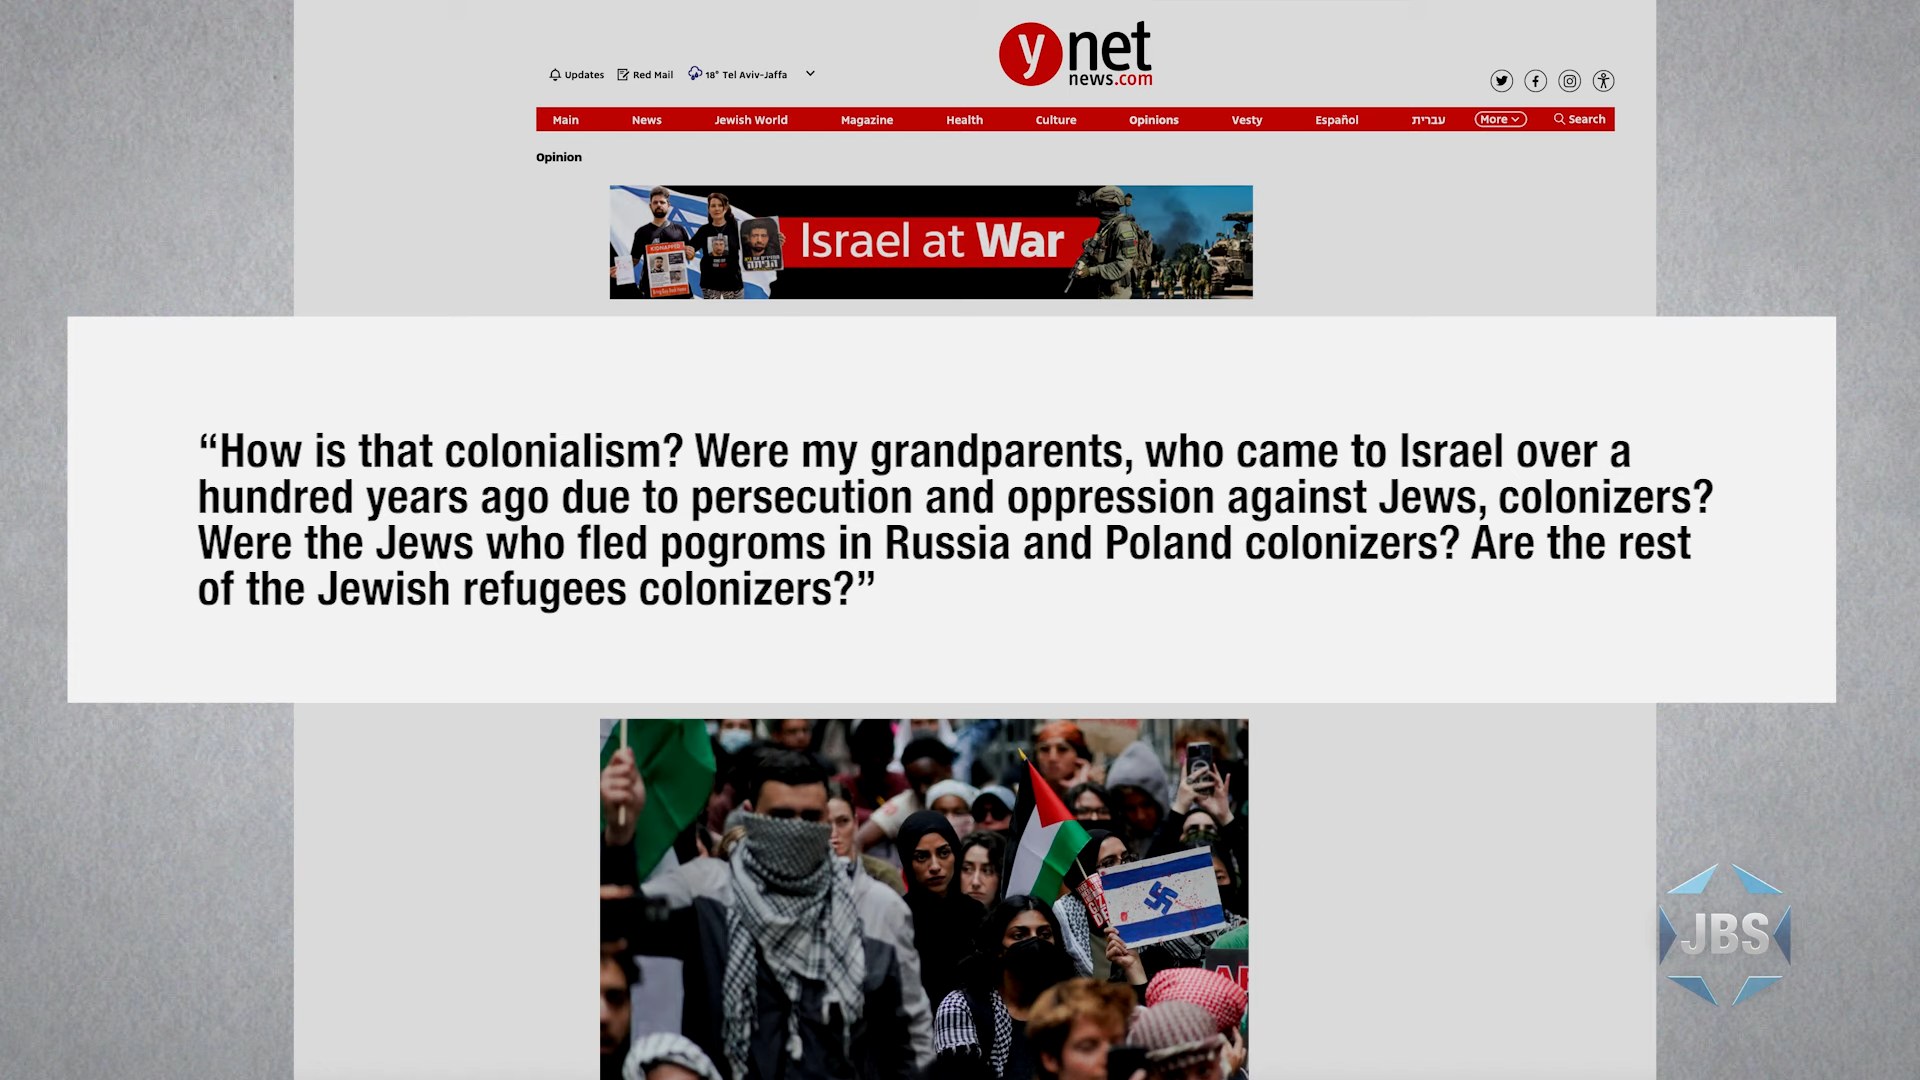 y net
news.com
Updates Red Mail 18° Tel Aviv-Jaffa
Main News Jewish World Magazine Health Culture Opinions Vesty Español עברית More Search
Opinion
KIDNAPPED
הביתה
Israel at War
“How is that colonialism? Were my grandparents, who came to Israel over a
hundred years ago due to persecution and oppression against Jews, colonizers?
Were the Jews who fled pogroms in Russia and Poland colonizers? Are the rest
of the Jewish refugees colonizers?”
JBS